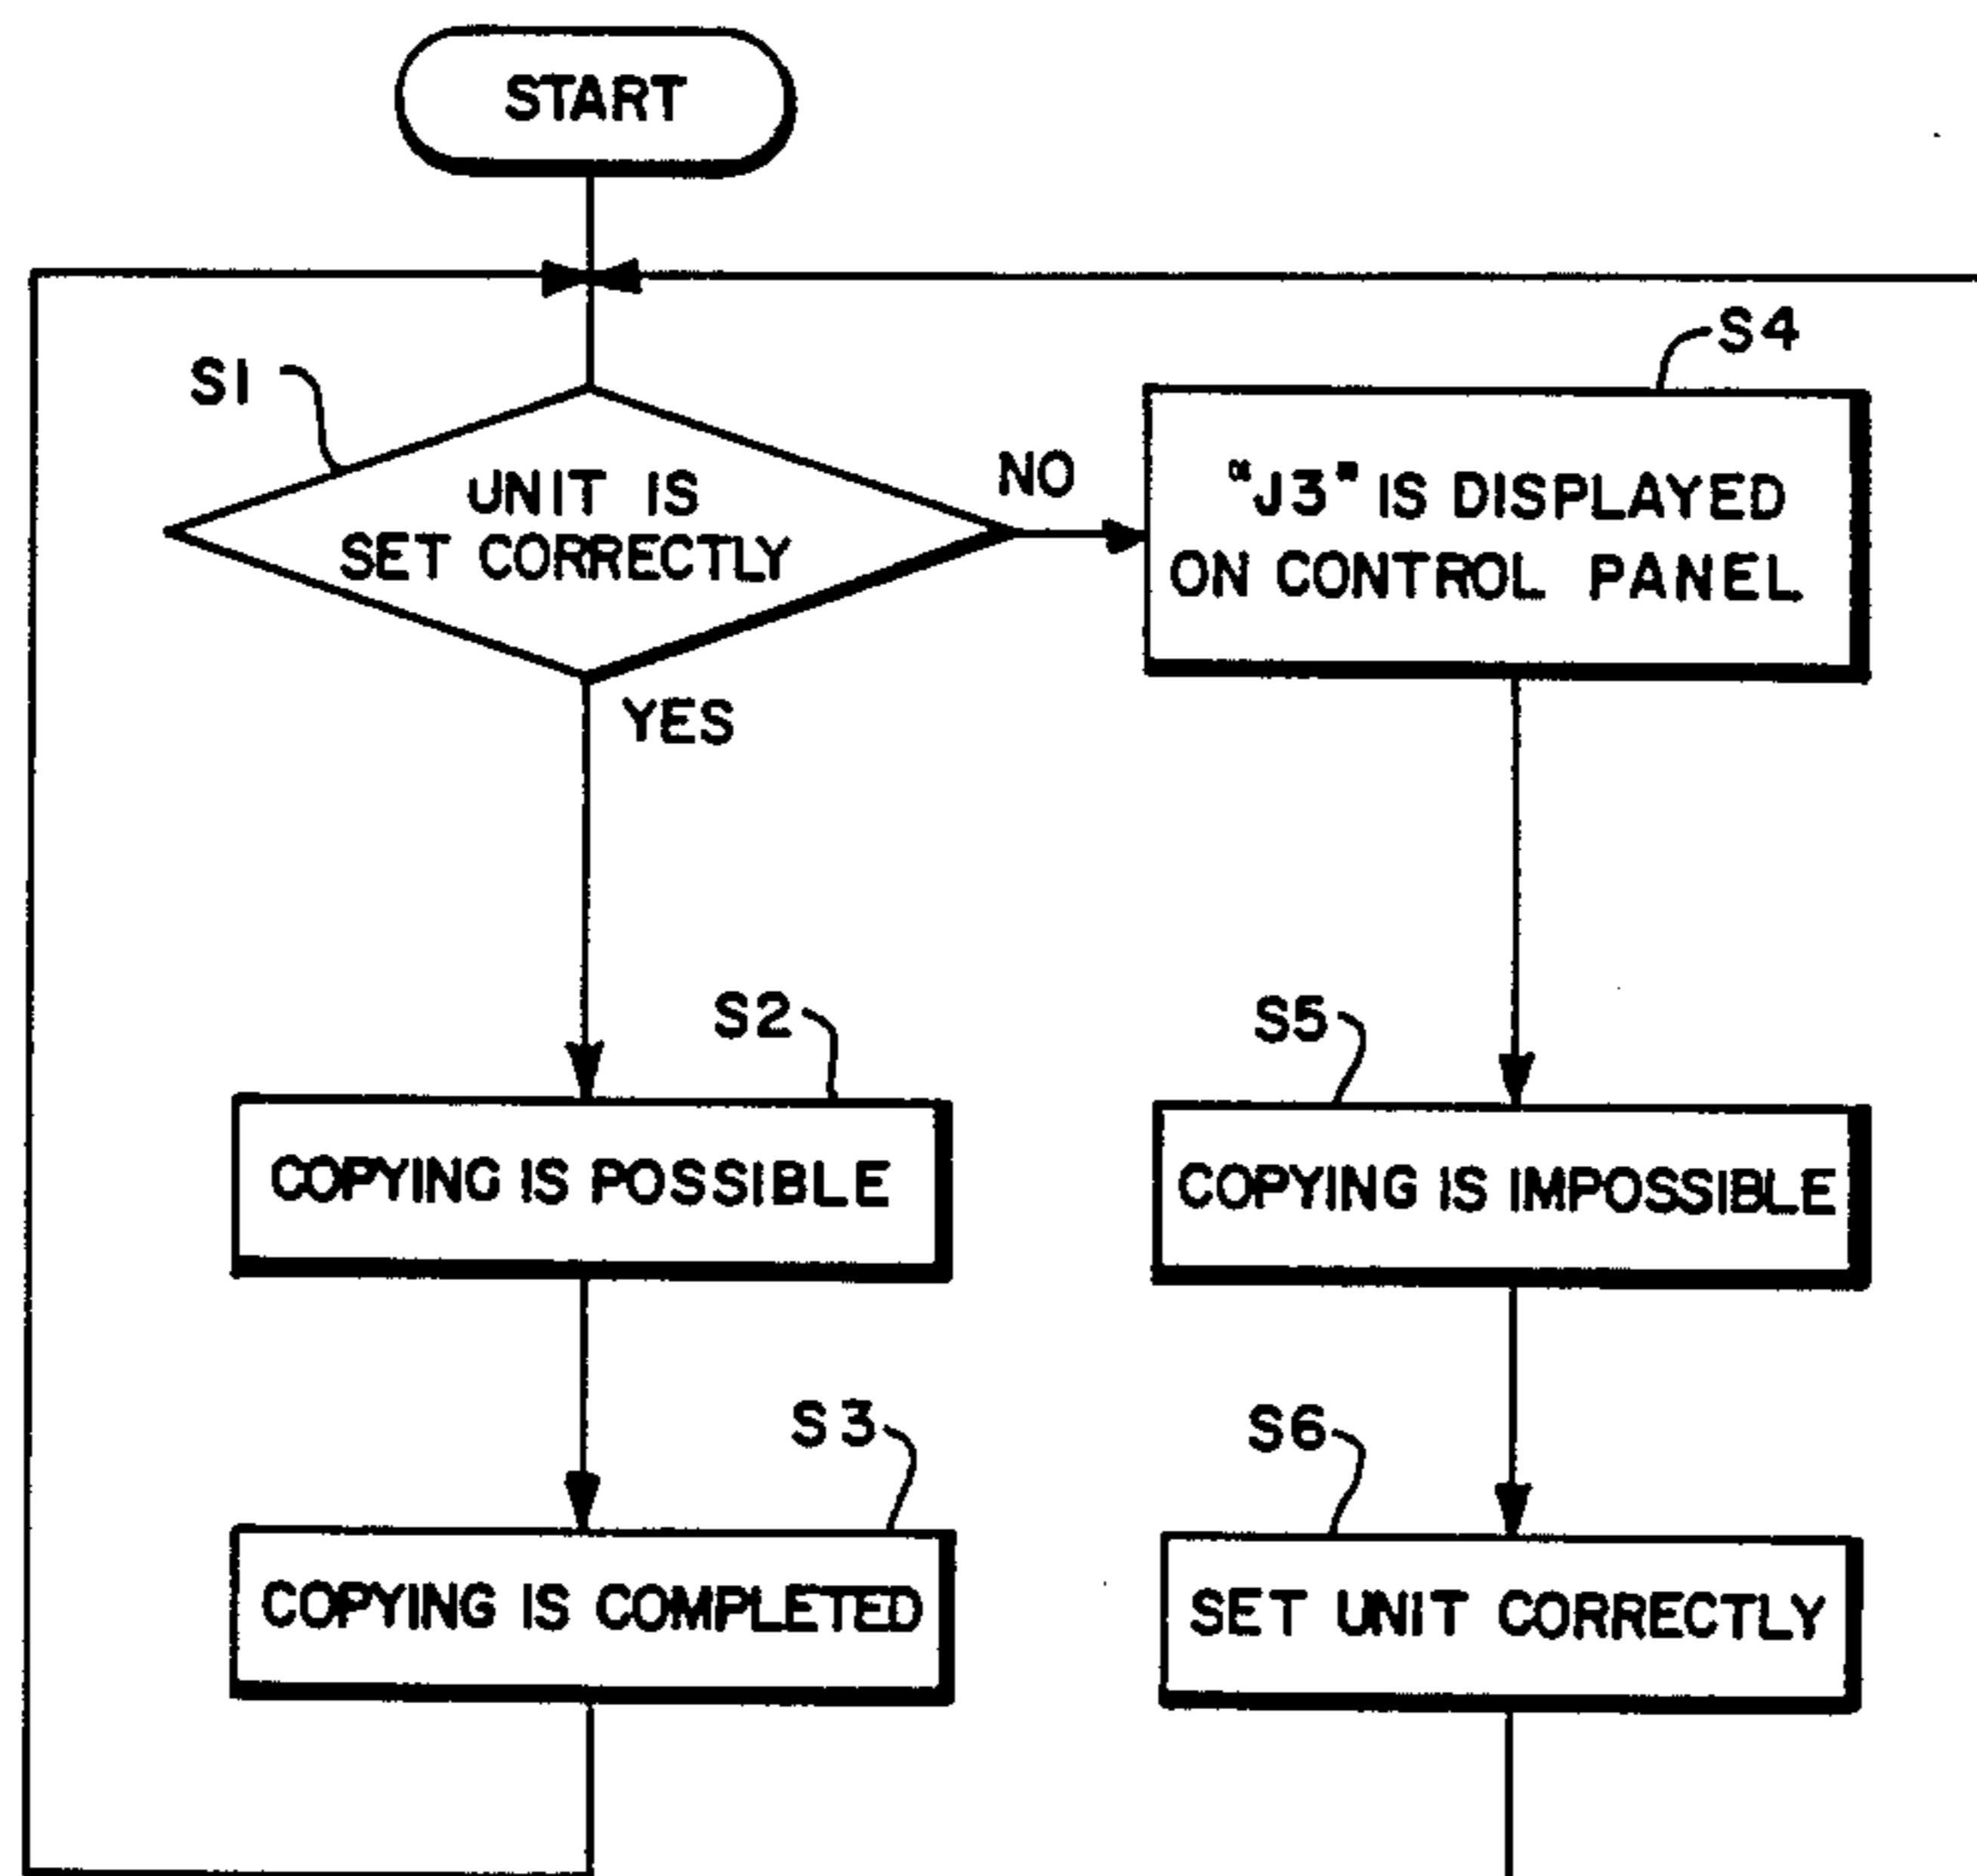 START
S1
UNIT IS
SET CORRECTLY
NO
YES
S4
"J3" IS DISPLAYED
ON CONTROL PANEL
S2
COPYING IS POSSIBLE
S5
COPYING IS IMPOSSIBLE
S3
COPYING IS COMPLETED
S6
SET UNIT CORRECTLY